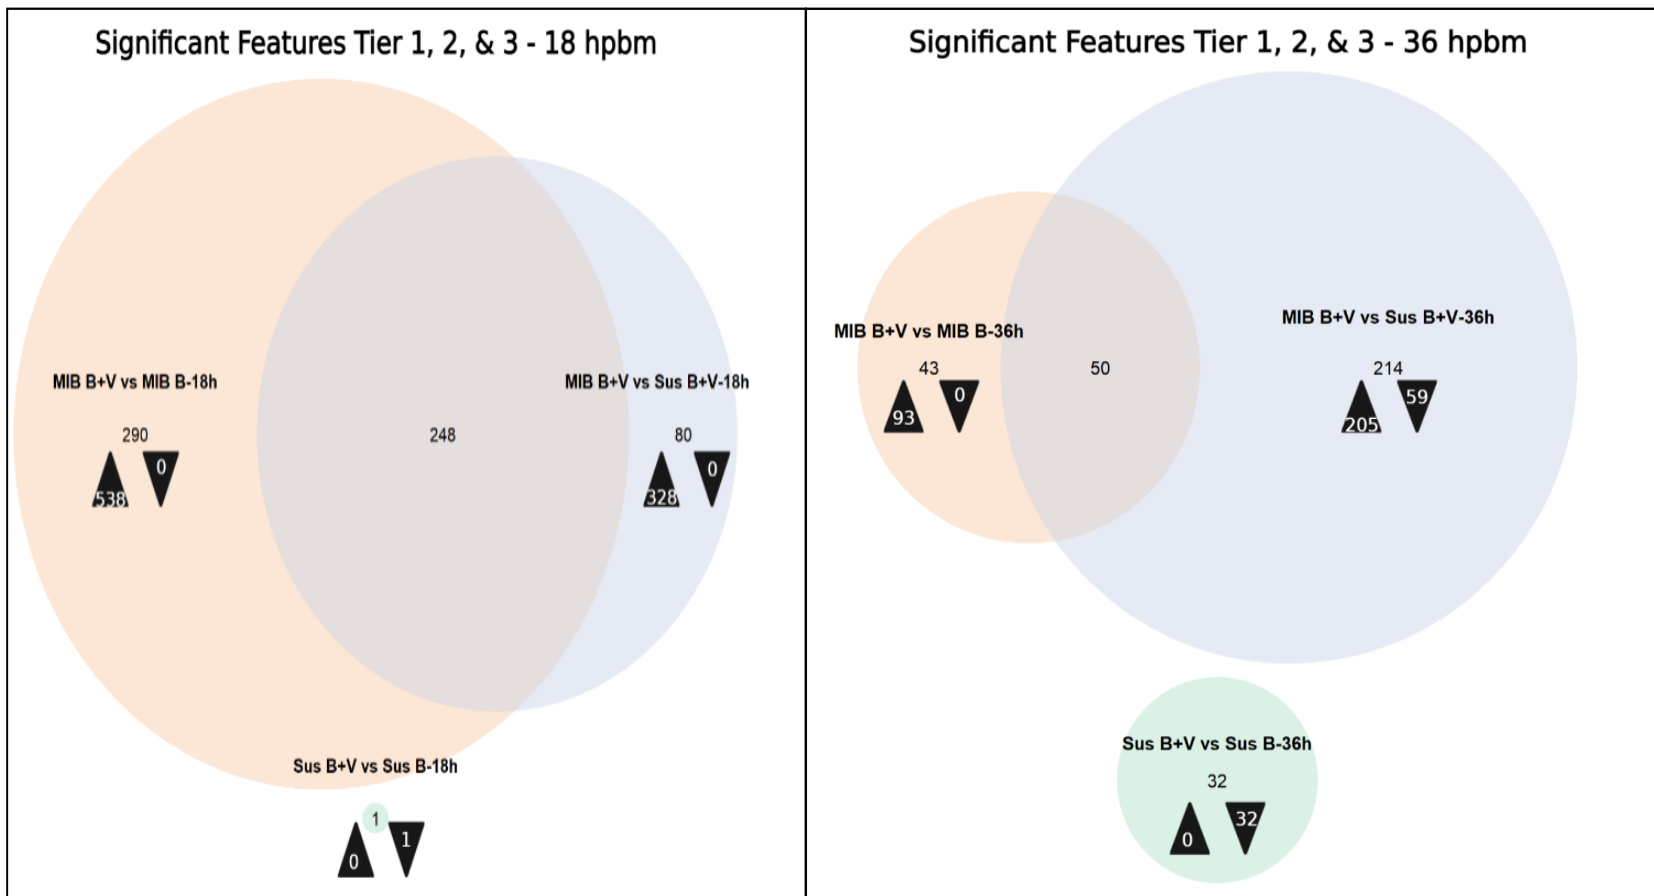 Significant Features Tier 1, 2, & 3 - 18 hpbm
MIB B+V vs MIB B-18h
MIB B+V vs Sus B+V-18h
290
248
80
538
0
328
0
Sus B+V vs Sus B-18h
1
0
1
Significant Features Tier 1, 2, & 3 - 36 hpbm
MIB B+V vs MIB B-36h
MIB B+V vs Sus B+V-36h
43
50
214
93
0
205
59
Sus B+V vs Sus B-36h
32
0
32